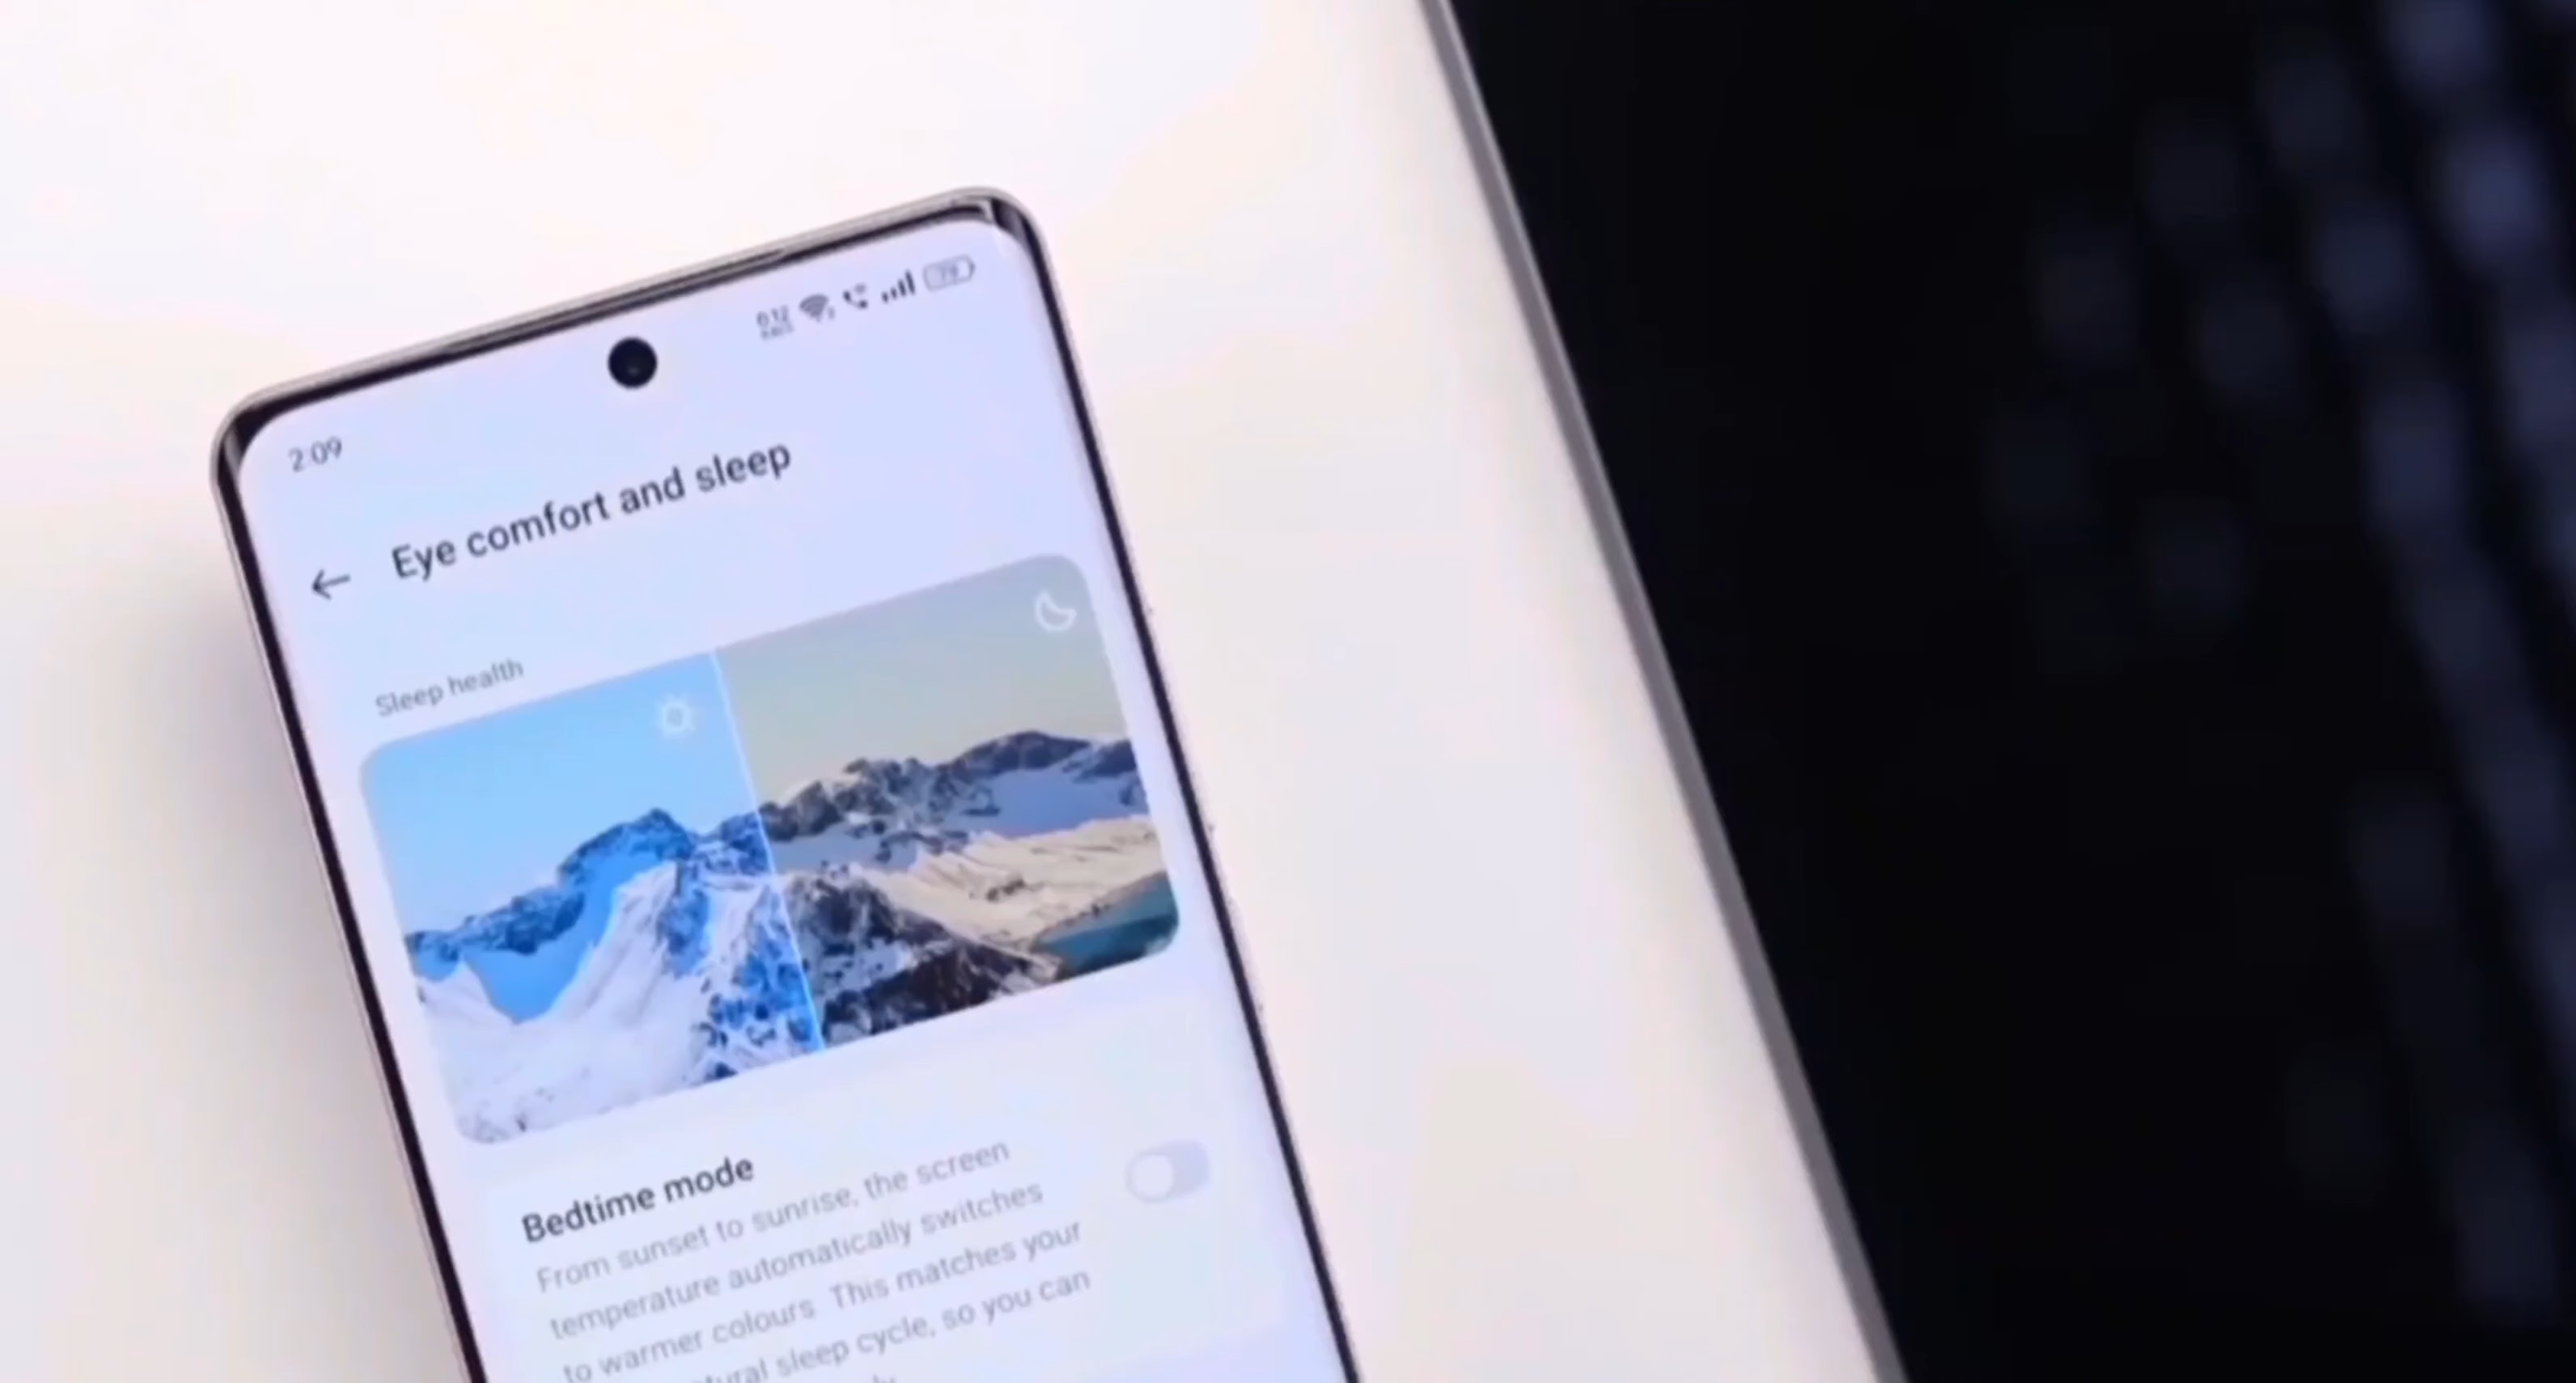 2:09
Eye comfort and sleep
Sleep health
Bedtime mode
From sunset to sunrise, the screen
temperature automatically switches
to warmer colours. This matches your
sleep cycle, so you can